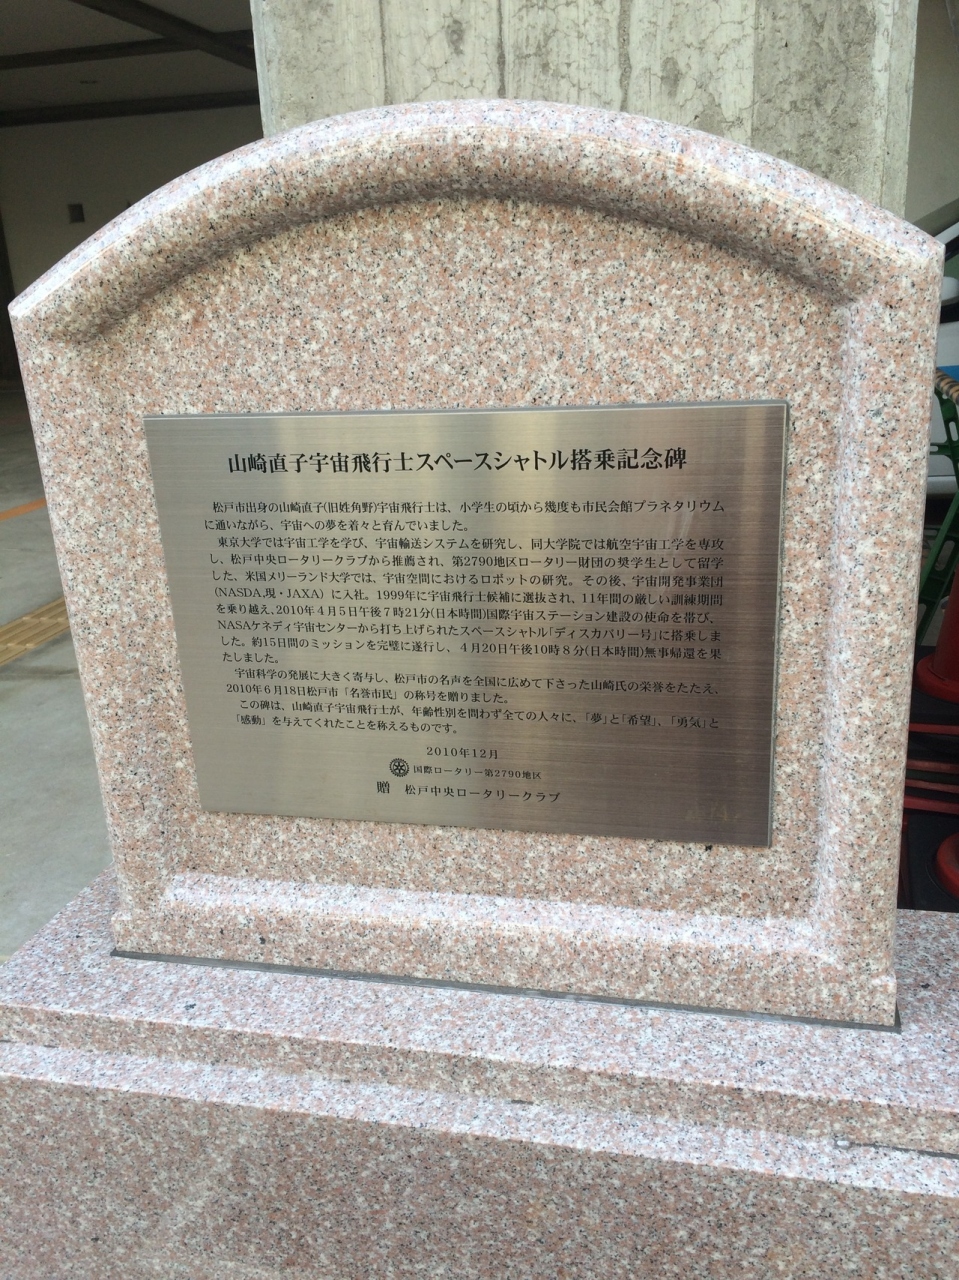 山崎直子宇宙飛行士スペースシャトル搭乗記念碑
松戸市出身の山崎直子(旧姓角野)宇宙飛行士は、小学生の頃から幾度も市民会館プラネタリウム
に通いながら、宇宙への夢を着々と育んでいました。
東京大学では宇宙工学を学び、宇宙輸送システムを研究し、同大学院では航空宇宙工学を専攻
し、松戸中央ロータリークラブから推薦され、第2790地区ロータリー財団の奨学生として留学
した、米国メリーランド大学では、宇宙空間におけるロボットの研究。その後、宇宙開発事業団
(NASDA,現・JAXA)に入社。1999年に宇宙飛行士候補に選抜され、11年間の厳しい訓練期間
を乗り越え、2010年4月5日午後7時21分(日本時間)国際宇宙ステーション建設の使命を帯び、
NASAケネディ宇宙センターから打ち上げられたスペースシャトル「ディスカバリー号」に搭乗しま
した。約15日間のミッションを完璧に遂行し、4月20日午後10時8分(日本時間)無事帰還を果
たしました。
宇宙科学の発展に大きく寄与し、松戸市の名声を全国に広めて下さった山崎氏の栄誉をたたえ、
2010年6月18日松戸市「名誉市民」の称号を贈りました。
この碑は、山崎直子宇宙飛行士が、年齢性別を問わず全ての人々に、「夢」と「希望」、「勇気」と
「感動」を与えてくれたことを称えるものです。
2010年12月
国際ロータリー第2790地区
贈 松戸中央ロータリークラブ